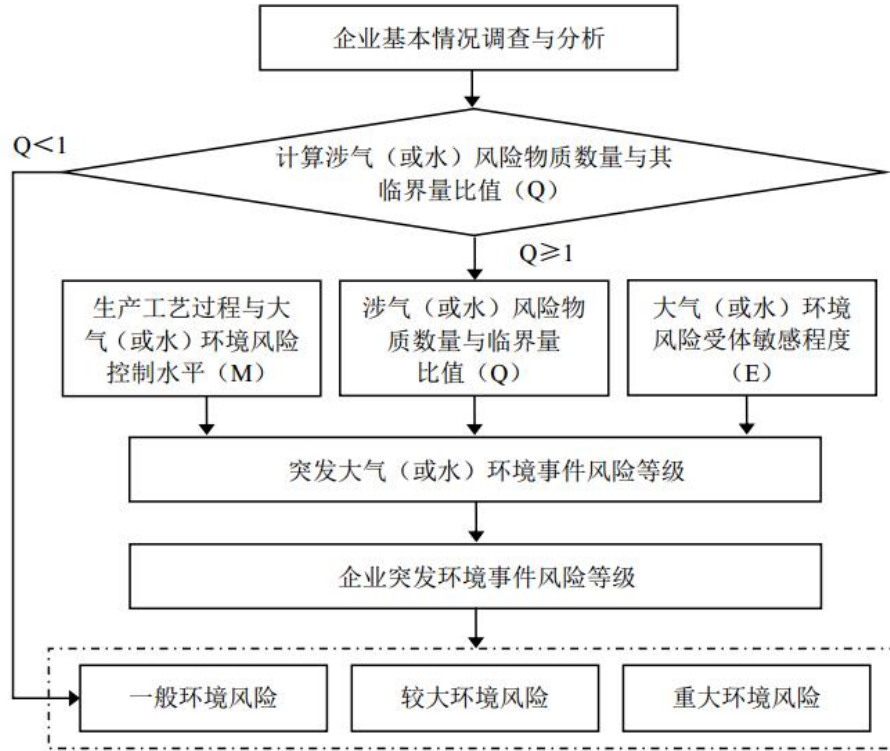 企业基本情况调查与分析
Q＜1
计算涉气（或水）风险物质数量与其
临界量比值（Q）
Q≥1
生产工艺过程与大
气（或水）环境风险
控制水平（M）
涉气（或水）风险物
质数量与临界量
比值（Q）
大气（或水）环境
风险受体敏感程度
（E）
突发大气（或水）环境事件风险等级
企业突发环境事件风险等级
一般环境风险
较大环境风险
重大环境风险